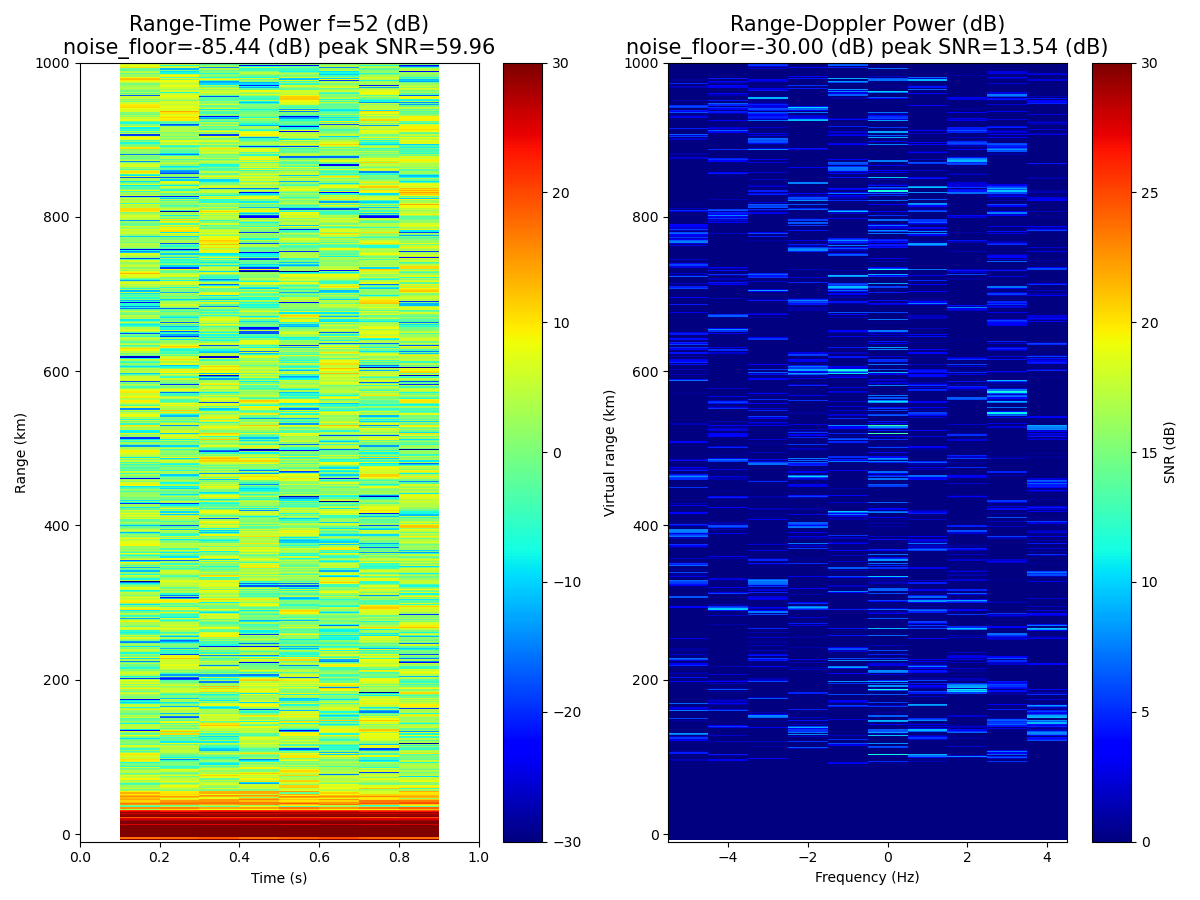 Range-Time Power f=52 (dB)
noise_floor=-85.44 (dB) peak SNR=59.96
1000
800
600
400
200
0
Range (km)
0.0 0.2 0.4 0.6 0.8 1.0
Time (s)
30
20
10
0
−10
−20
−30
Range-Doppler Power (dB)
noise_floor=-30.00 (dB) peak SNR=13.54 (dB)
1000
800
600
400
200
0
Virtual range (km)
−4 −2 0 2 4
Frequency (Hz)
30
25
20
15
10
5
0
SNR (dB)